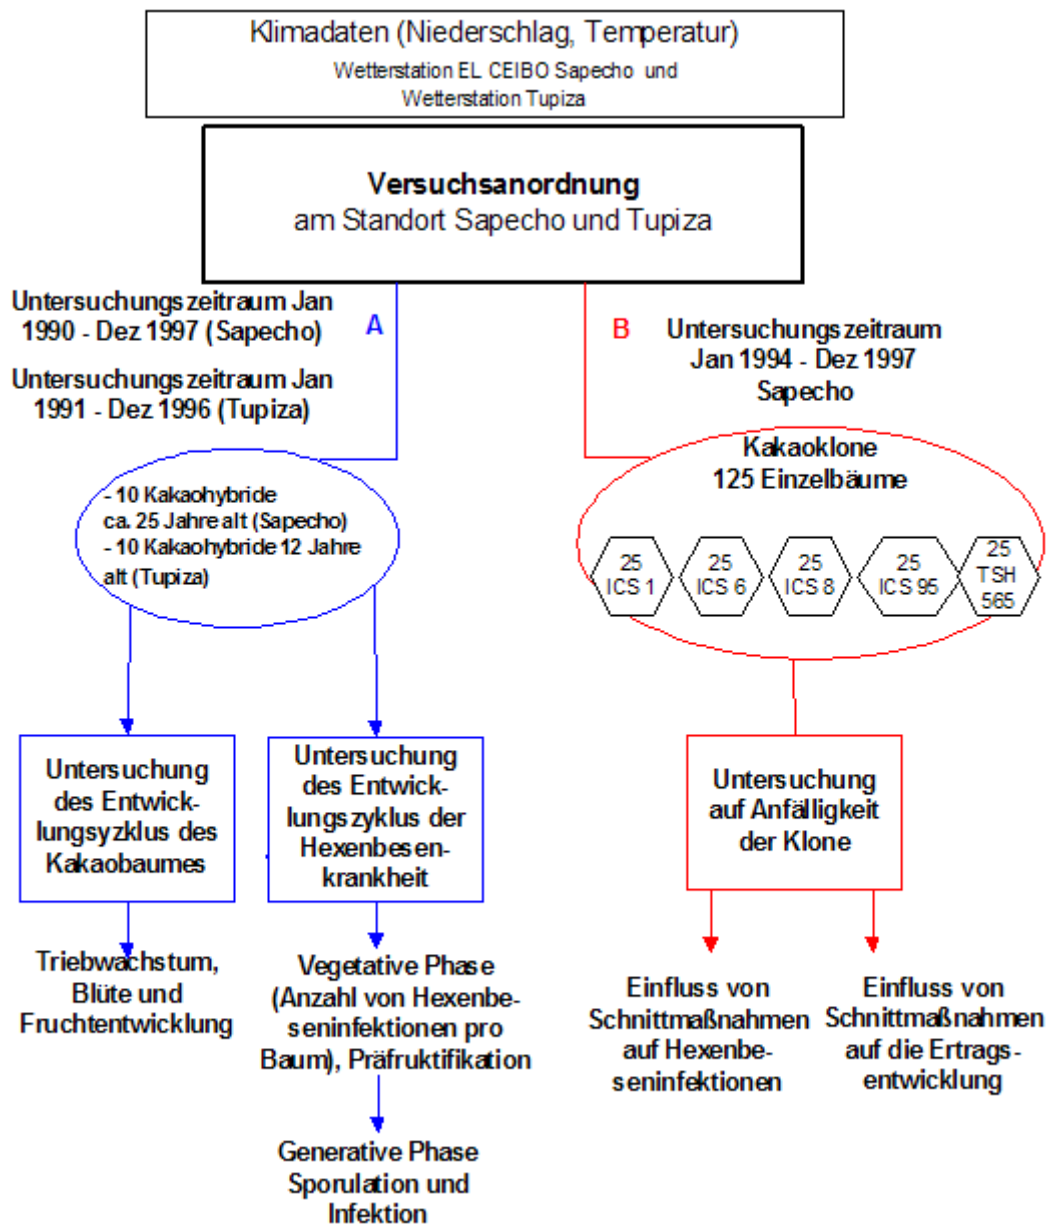 Klimadaten (Niederschlag, Temperatur)
Wetterstation EL CEIBO Sapecho und
Wetterstation Tupiza
Versuchsanordnung
am Standort Sapecho und Tupiza
Untersuchungszeitraum Jan
1990 - Dez 1997 (Sapecho)
Untersuchungszeitraum Jan
1991 - Dez 1996 (Tupiza)
A
B
Untersuchungszeitraum
Jan 1994 - Dez 1997
Sapecho
- 10 Kakaohybride
ca. 25 Jahre alt (Sapecho)
- 10 Kakaohybride 12 Jahre
alt (Tupiza)
Kakaoklone
125 Einzelbäume
25
ICS 1
25
ICS 6
25
ICS 8
25
ICS 95
25
TSH
565
Untersuchung
des Entwick-
lungsyzklus des
Kakaobaumes
Untersuchung
des Entwick-
lungszyklus der
Hexenbesen-
krankheit
Untersuchung
auf Anfälligkeit
der Klone
Triebwachstum,
Blüte und
Fruchtentwicklung
Vegetative Phase
(Anzahl von Hexenbe-
seninfektionen pro
Baum), Präfruktifikation
Generative Phase
Sporulation und
Infektion
Einfluss von
Schnittmaßnahmen
auf Hexenbe-
seninfektionen
Einfluss von
Schnittmaßnahmen
auf die Ertrags-
entwicklung